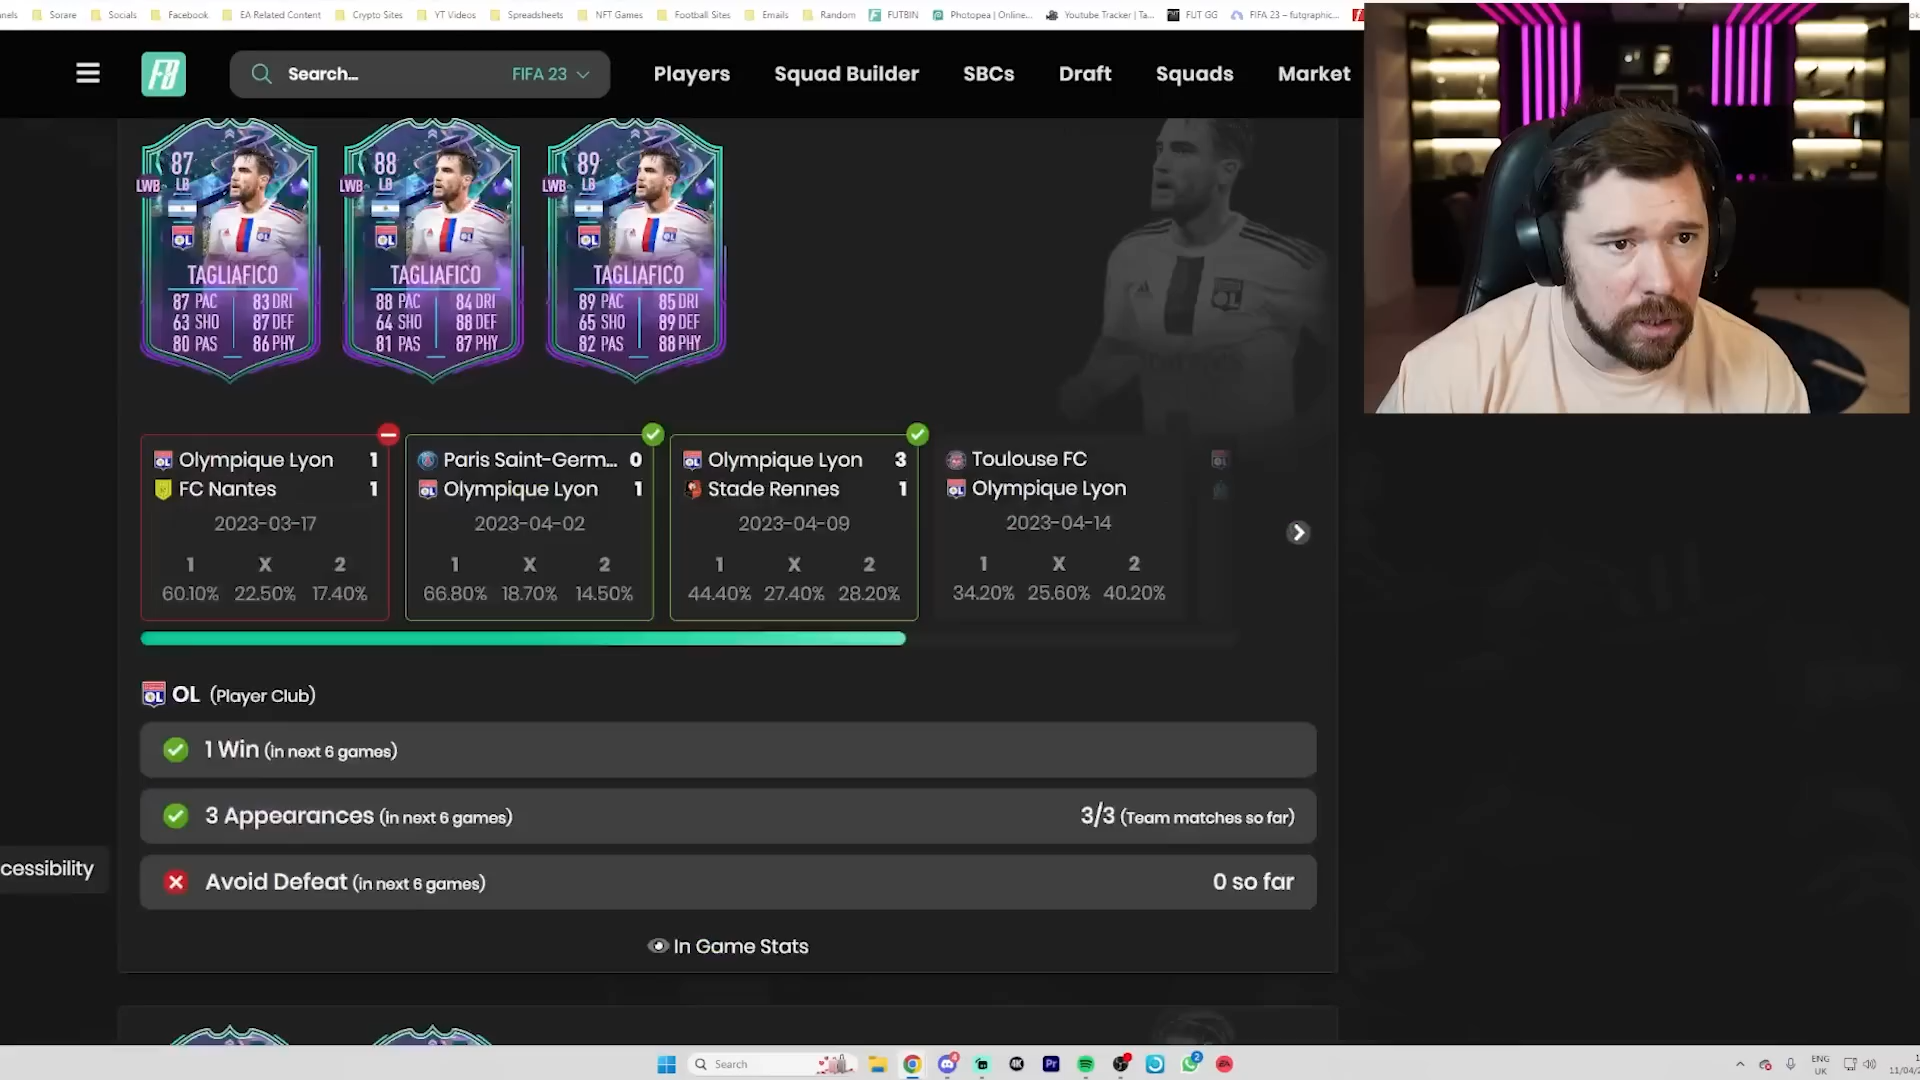 nels Sorare Socials Facebook EA Related Content Crypto Sites YT Videos Spreadsheets NFT Games Football Sites Emails Random FUTBIN Photopea | Online... Youtube Tracker | Ta... FUT GG FIFA 23 – futgraphic...
Search... FIFA 23 Players Squad Builder SBCs Draft Squads Market
87 LB LWB
TAGLIAFICO
87 PAC 83 DRI
63 SHO 87 DEF
80 PAS 86 PHY
88 LB LWB
TAGLIAFICO
88 PAC 84 DRI
64 SHO 88 DEF
81 PAS 87 PHY
89 LB LWB
TAGLIAFICO
89 PAC 85 DRI
65 SHO 89 DEF
82 PAS 88 PHY
Olympique Lyon 1
FC Nantes 1
2023-03-17
1 X 2
60.10% 22.50% 17.40%
Paris Saint-Germ... 0
Olympique Lyon 1
2023-04-02
1 X 2
66.80% 18.70% 14.50%
Olympique Lyon 3
Stade Rennes 1
2023-04-09
1 X 2
44.40% 27.40% 28.20%
Toulouse FC
Olympique Lyon
2023-04-14
1 X 2
34.20% 25.60% 40.20%
OL (Player Club)
1 Win (in next 6 games)
3 Appearances (in next 6 games) 3/3 (Team matches so far)
cessibility
Avoid Defeat (in next 6 games) 0 so far
In Game Stats
Search
4K
Pr
4
2
EA
ENG
UK
11/04/2